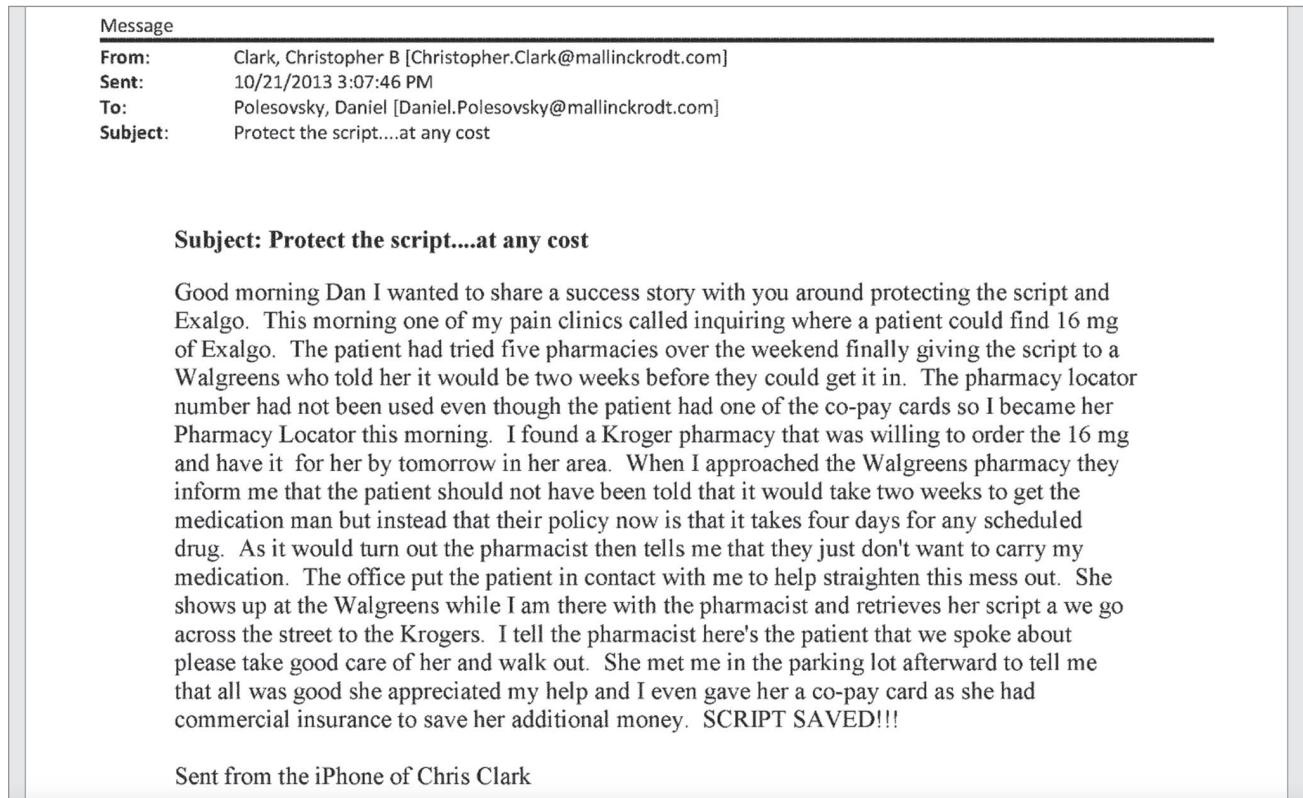 Message
From: Clark, Christopher B [Christopher.Clark@mallinckrodt.com]
Sent: 10/21/2013 3:07:46 PM
To: Polesovsky, Daniel [Daniel.Polesovsky@mallinckrodt.com]
Subject: Protect the script....at any cost
Subject: Protect the script....at any cost
Good morning Dan I wanted to share a success story with you around protecting the script and
Exalgo. This morning one of my pain clinics called inquiring where a patient could find 16 mg
of Exalgo. The patient had tried five pharmacies over the weekend finally giving the script to a
Walgreens who told her it would be two weeks before they could get it in. The pharmacy locator
number had not been used even though the patient had one of the co-pay cards so I became her
Pharmacy Locator this morning. I found a Kroger pharmacy that was willing to order the 16 mg
and have it for her by tomorrow in her area. When I approached the Walgreens pharmacy they
inform me that the patient should not have been told that it would take two weeks to get the
medication man but instead that their policy now is that it takes four days for any scheduled
drug. As it would turn out the pharmacist then tells me that they just don't want to carry my
medication. The office put the patient in contact with me to help straighten this mess out. She
shows up at the Walgreens while I am there with the pharmacist and retrieves her script a we go
across the street to the Krogers. I tell the pharmacist here's the patient that we spoke about
please take good care of her and walk out. She met me in the parking lot afterward to tell me
that all was good she appreciated my help and I even gave her a co-pay card as she had
commercial insurance to save her additional money. SCRIPT SAVED!!!
Sent from the iPhone of Chris Clark